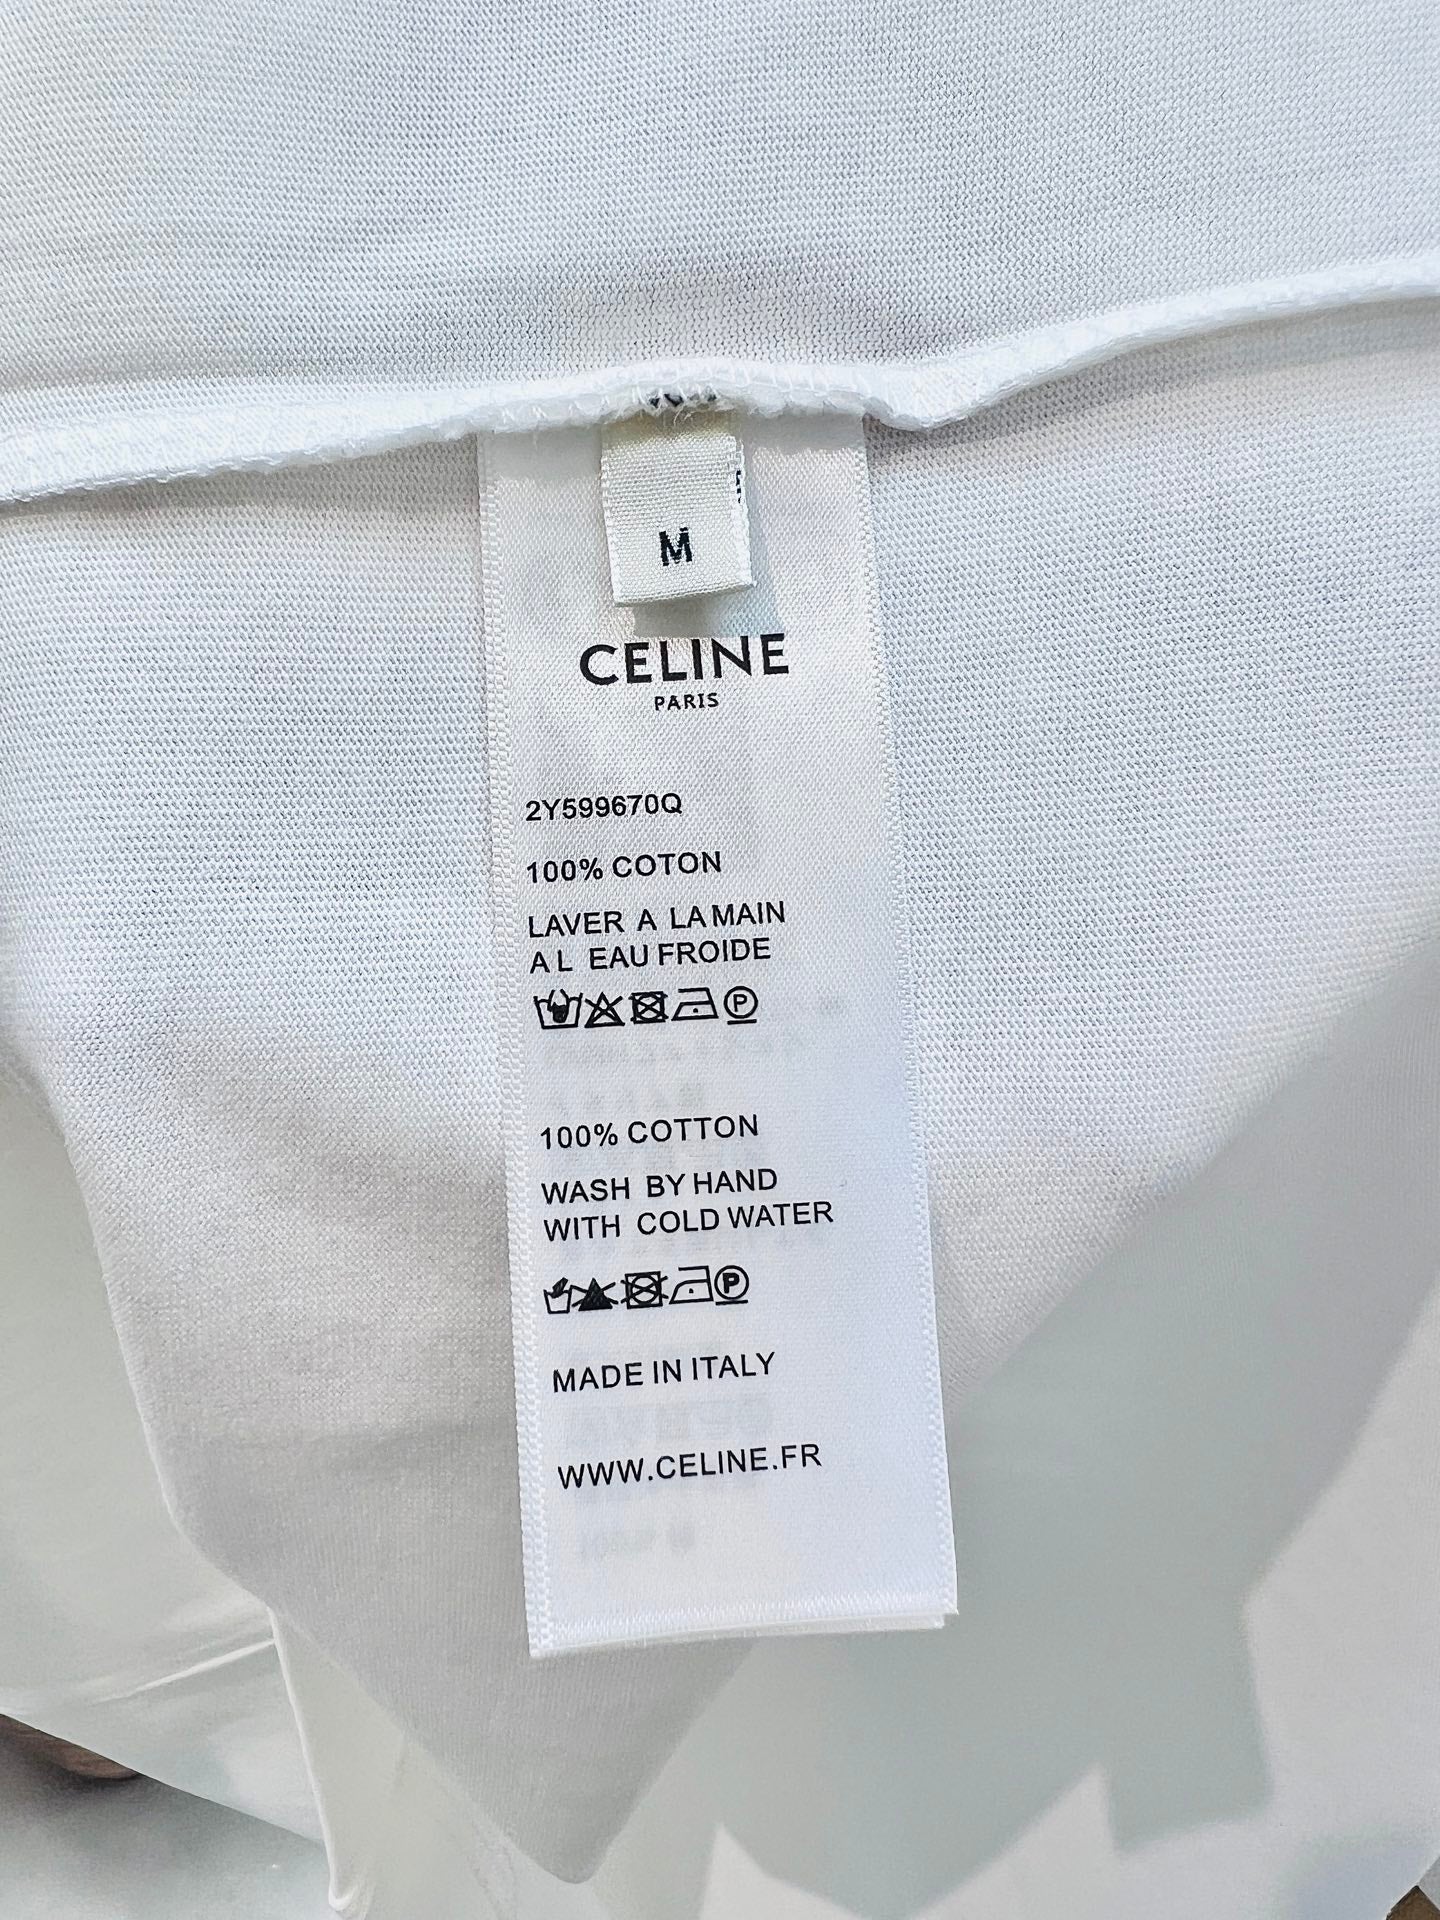 M
CELINE
PARIS
2Y599670Q
100% COTON
LAVER A LA MAIN
A L EAU FROIDE
P
100% COTTON
WASH BY HAND
WITH COLD WATER
P
MADE IN ITALY
WWW.CELINE.FR